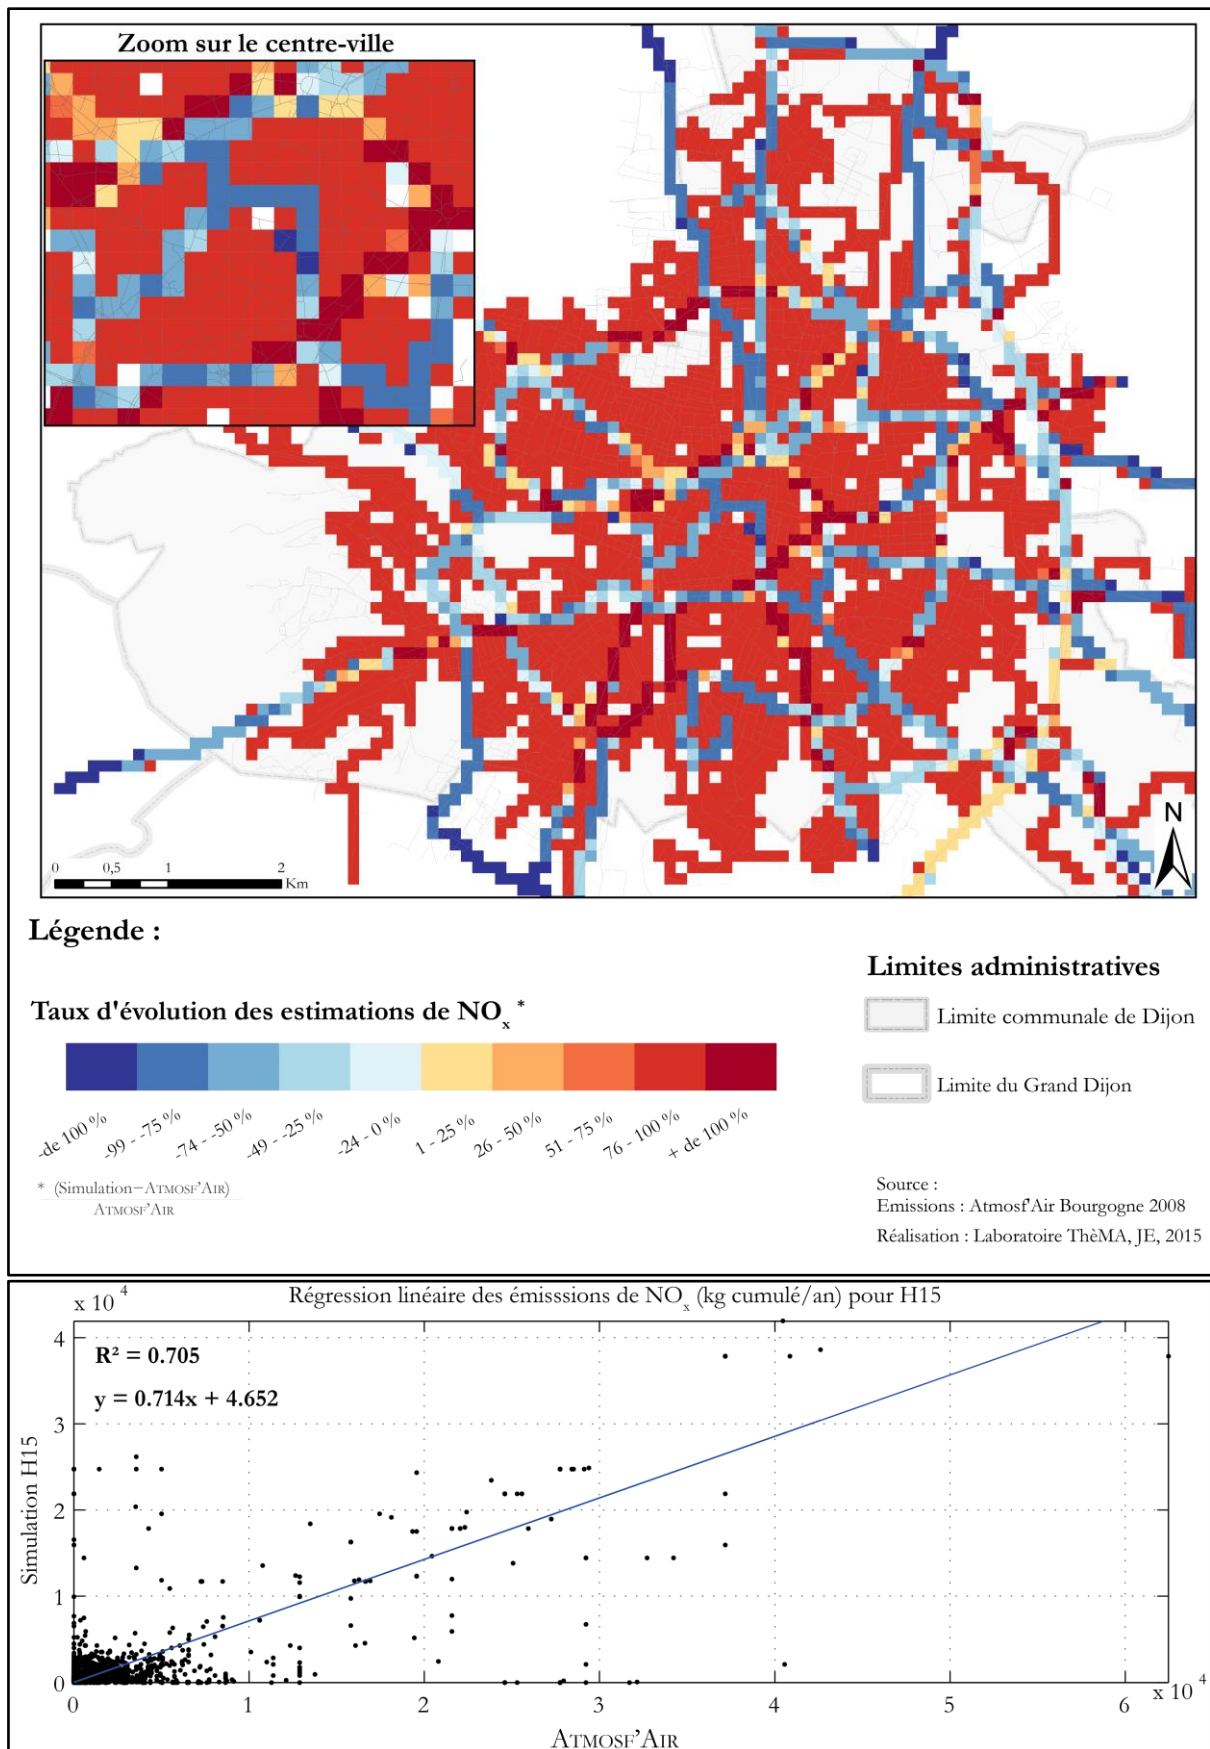 Zoom sur le centre-ville
N
0 0,5 1 2
Km
Légende :
Limites administratives
Limite communale de Dijon
Limite du Grand Dijon
Taux d'évolution des estimations de NOx *
-de 100 %
-99 - -75 %
-74 - -50 %
-49 - -25 %
-24 - 0 %
1 - 25 %
26 - 50 %
51 - 75 %
76 - 100 %
+ de 100 %
* (Simulation−ATMOSF'AIR)
ATMOSF'AIR
Source :
Emissions : Atmosf'Air Bourgogne 2008
Réalisation : Laboratoire ThèMA, JE, 2015
x 10 4
Régression linéaire des émisssions de NOx (kg cumulé/an) pour H15
R² = 0.705
y = 0.714x + 4.652
Simulation H15
4
3
2
1
0
0 1 2 3 4 5 6
x 10 4
ATMOSF'AIR